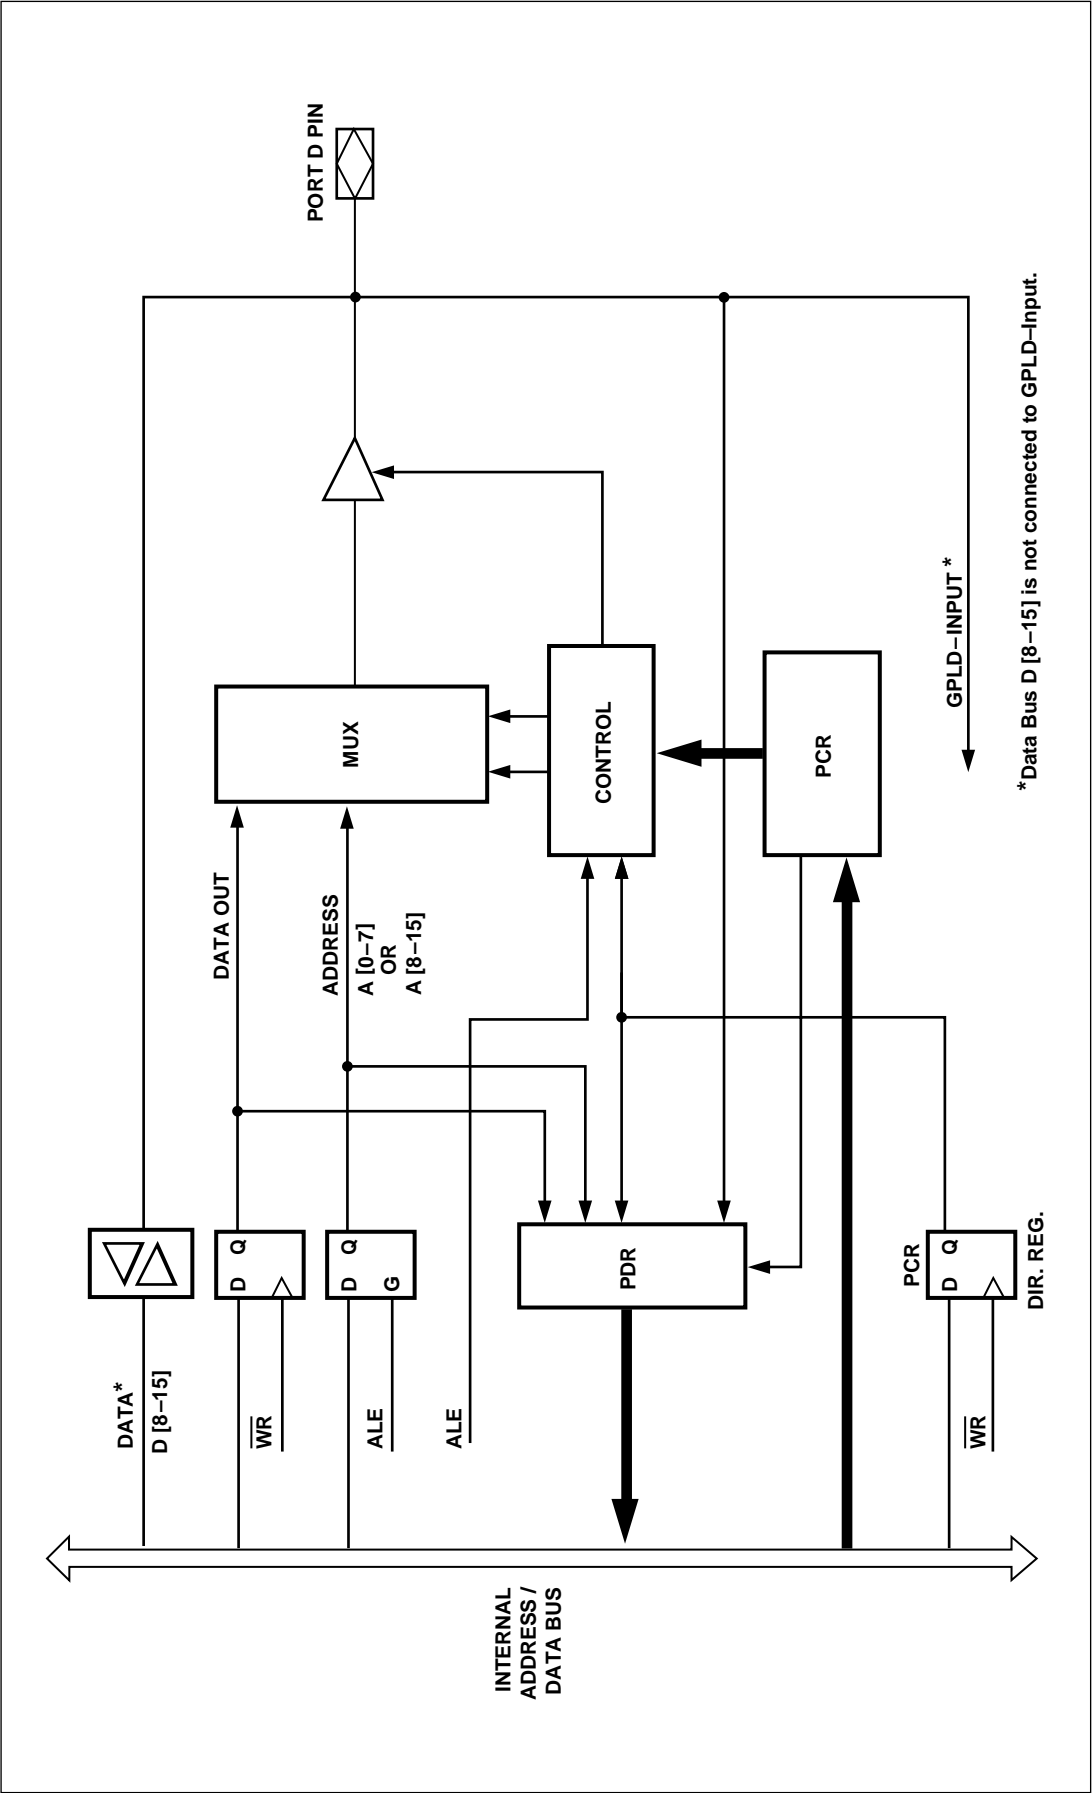 INTERNAL
ADDRESS /
DATA BUS
DATA*
D [8–15]
WR
D Q
ALE
D Q
G
ALE
DATA OUT
ADDRESS
A [0–7]
OR
A [8–15]
MUX
PORT D PIN
CONTROL
PDR
PCR
WR
PCR
D Q
DIR. REG.
GPLD–INPUT *
*Data Bus D [8–15] is not connected to GPLD–Input.